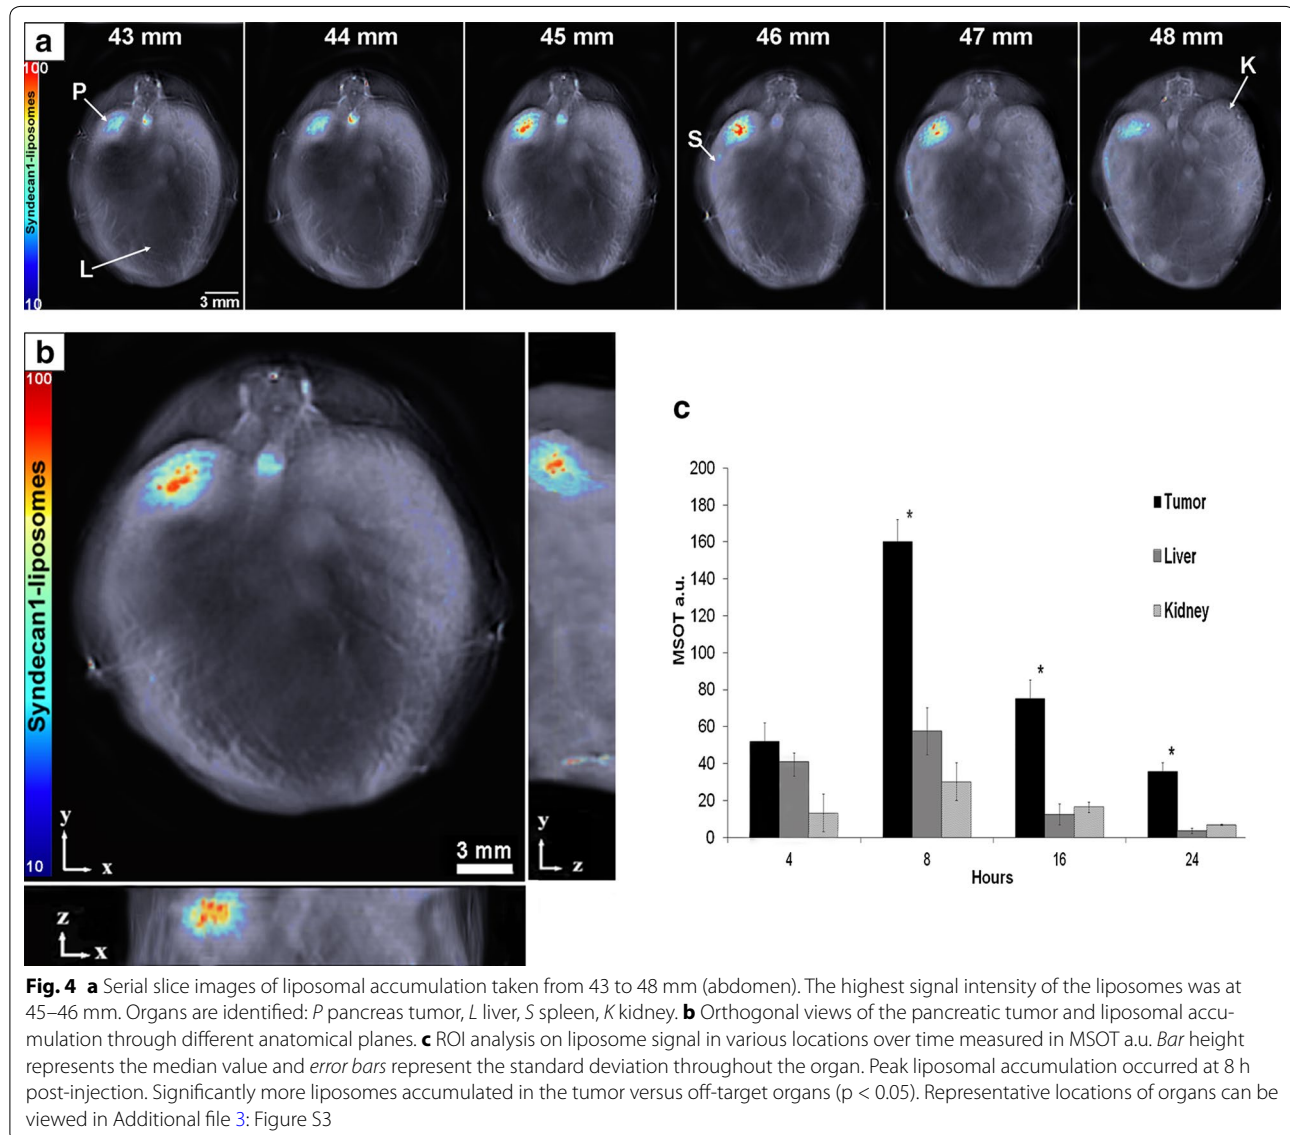 a
43 mm
44 mm
45 mm
46 mm
47 mm
48 mm
100
Syndecan1-liposomes
10
P
L
S
K
3 mm
b
100
Syndecan1-liposomes
10
y
x
3 mm
y
z
z
x
c
200
180
160
140
120
100
80
60
40
20
0
MSOT a.u.
*
*
*
Tumor
Liver
Kidney
4
8
16
24
Hours
Fig. 4 a Serial slice images of liposomal accumulation taken from 43 to 48 mm (abdomen). The highest signal intensity of the liposomes was at
45–46 mm. Organs are identified: P pancreas tumor, L liver, S spleen, K kidney. b Orthogonal views of the pancreatic tumor and liposomal accu-
mulation through different anatomical planes. c ROI analysis on liposome signal in various locations over time measured in MSOT a.u. Bar height
represents the median value and error bars represent the standard deviation throughout the organ. Peak liposomal accumulation occurred at 8 h
post-injection. Significantly more liposomes accumulated in the tumor versus off-target organs (p < 0.05). Representative locations of organs can be
viewed in Additional file 3: Figure S3